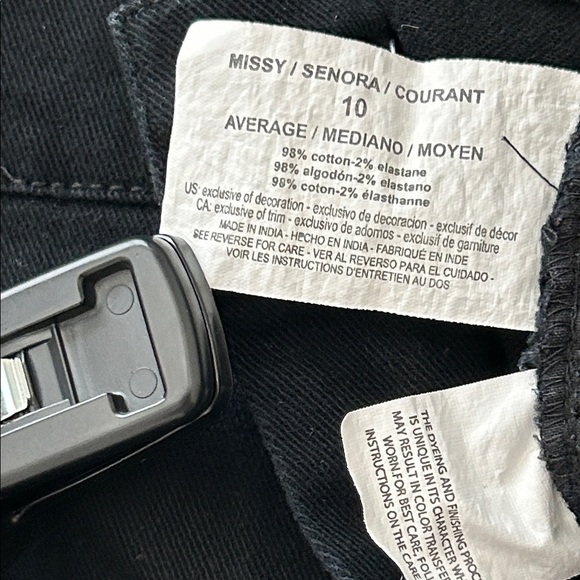 MISSY / SENORA / COURANT
10
AVERAGE / MEDIANO / MOYEN
98% cotton-2% elastane
98% algodón-2% elastano
98% coton-2% élasthanne
US: exclusive of decoration - exclusivo de decoracion - exclusif de décor
CA: exclusive of trim - exclusivo de adornos - exclusif de garniture
MADE IN INDIA - HECHO EN INDIA - FABRIQUÉ EN INDE
SEE REVERSE FOR CARE - VER AL REVERSO PARA EL CUIDADO -
VOIR LES INSTRUCTIONS D'ENTRETIEN AU DOS
THE DYEING AND FINISHING PROC
IS UNIQUE IN ITS CHARACTER W
MAY RESULT IN COLOR TRANSFE
WORN.FOR BEST CARE, FOL
INSTRUCTIONS ON THE CARE